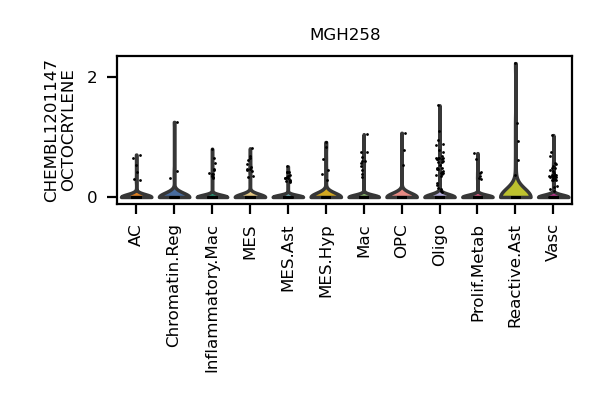 MGH258
CHEMBL1201147
OCTOCRYLENE
2
0
AC
Chromatin.Reg
Inflammatory.Mac
MES
MES.Ast
MES.Hyp
Mac
OPC
Oligo
Prolif.Metab
Reactive.Ast
Vasc